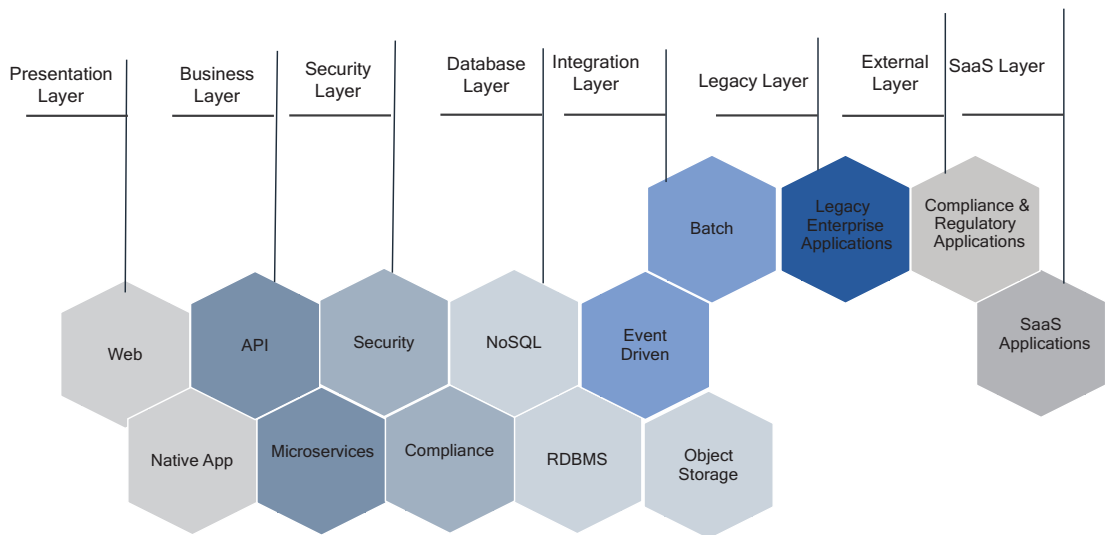 Presentation
Layer
Business
Layer
Security
Layer
Database
Layer
Integration
Layer
Legacy Layer
External
Layer
SaaS Layer
Batch
Legacy
Enterprise
Applications
Compliance &
Regulatory
Applications
Web
API
Security
NoSQL
Event
Driven
SaaS
Applications
Native App
Microservices
Compliance
RDBMS
Object
Storage